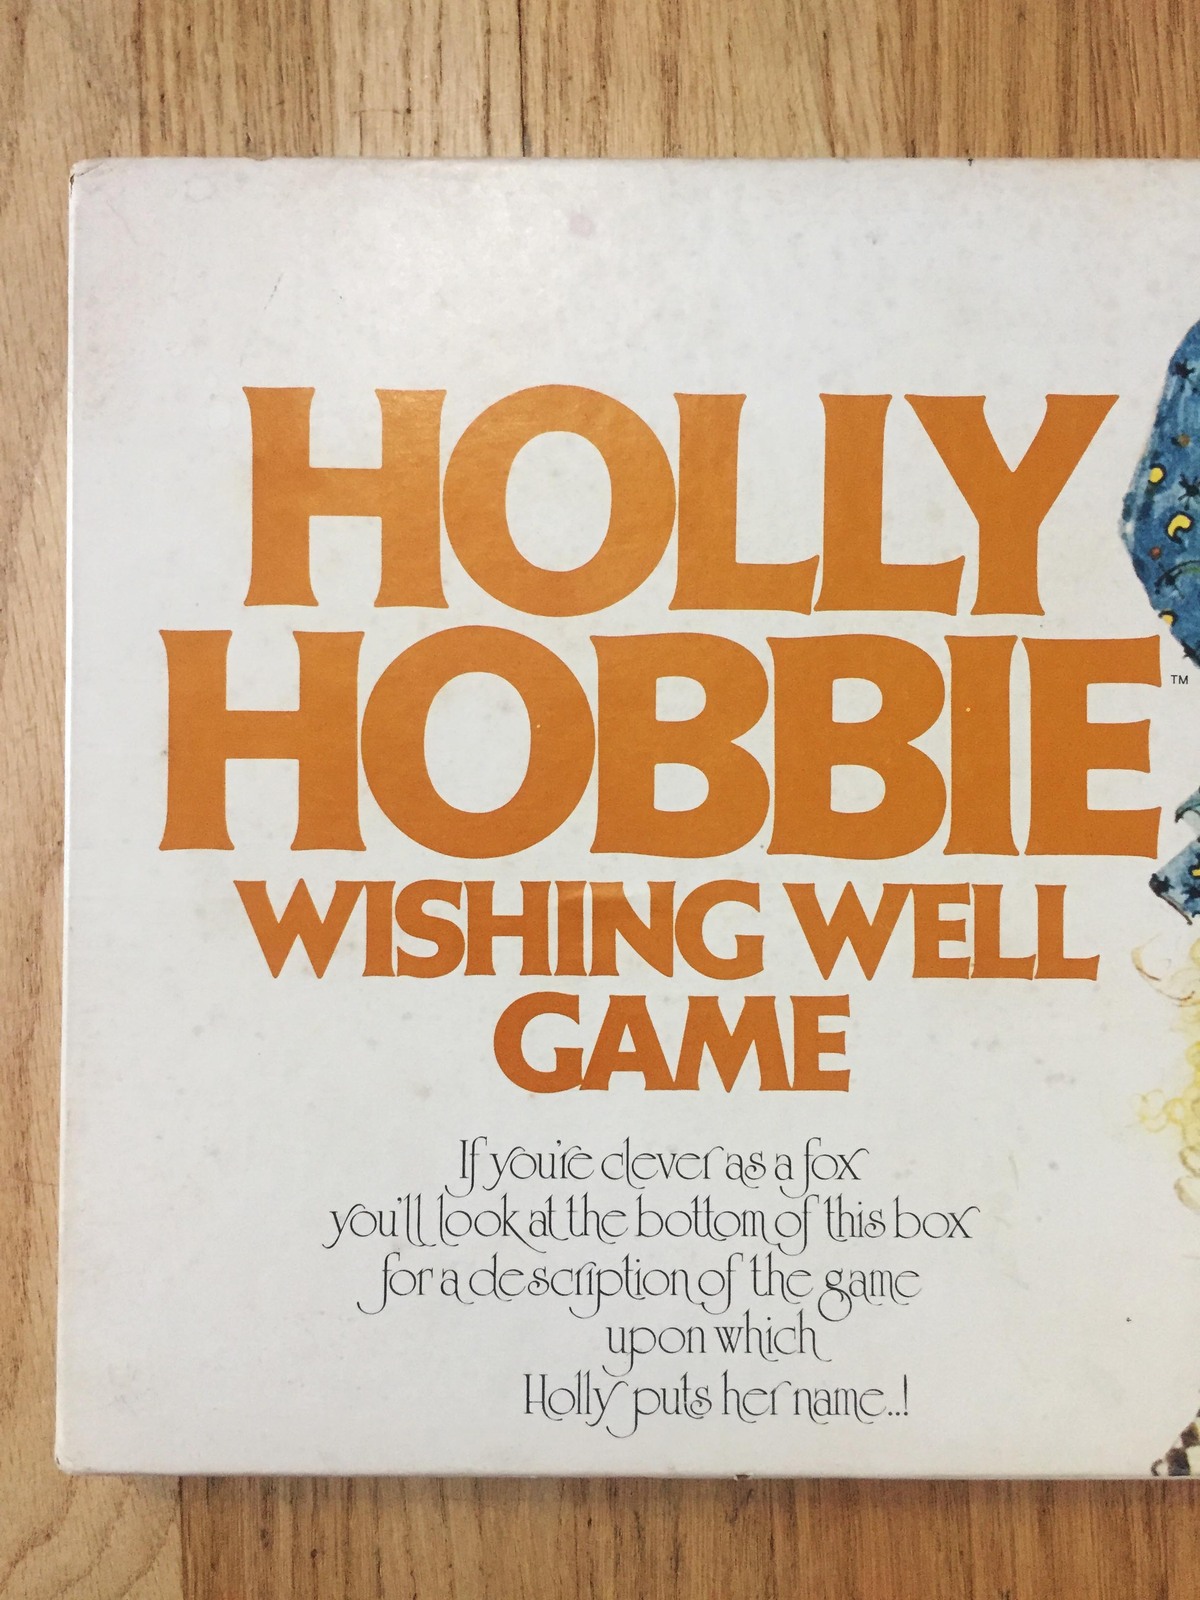 HOLLY
HOBBIE™
WISHING WELL
GAME
If you're clever as a fox
you'll look at the bottom of this box
for a description of the game
upon which
Holly puts her name..!